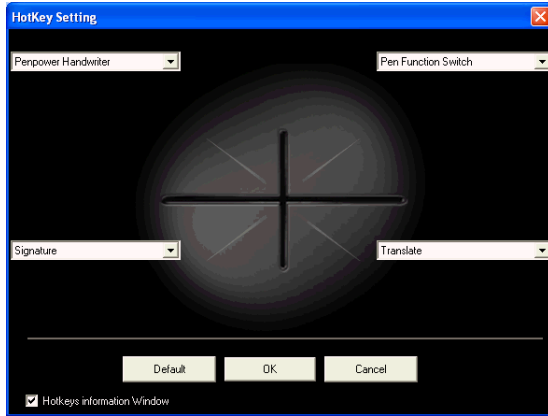 HotKey Setting
Penpower Handwriter
Pen Function Switch
Signature
Translate
Default
OK
Cancel
Hotkeys information Window